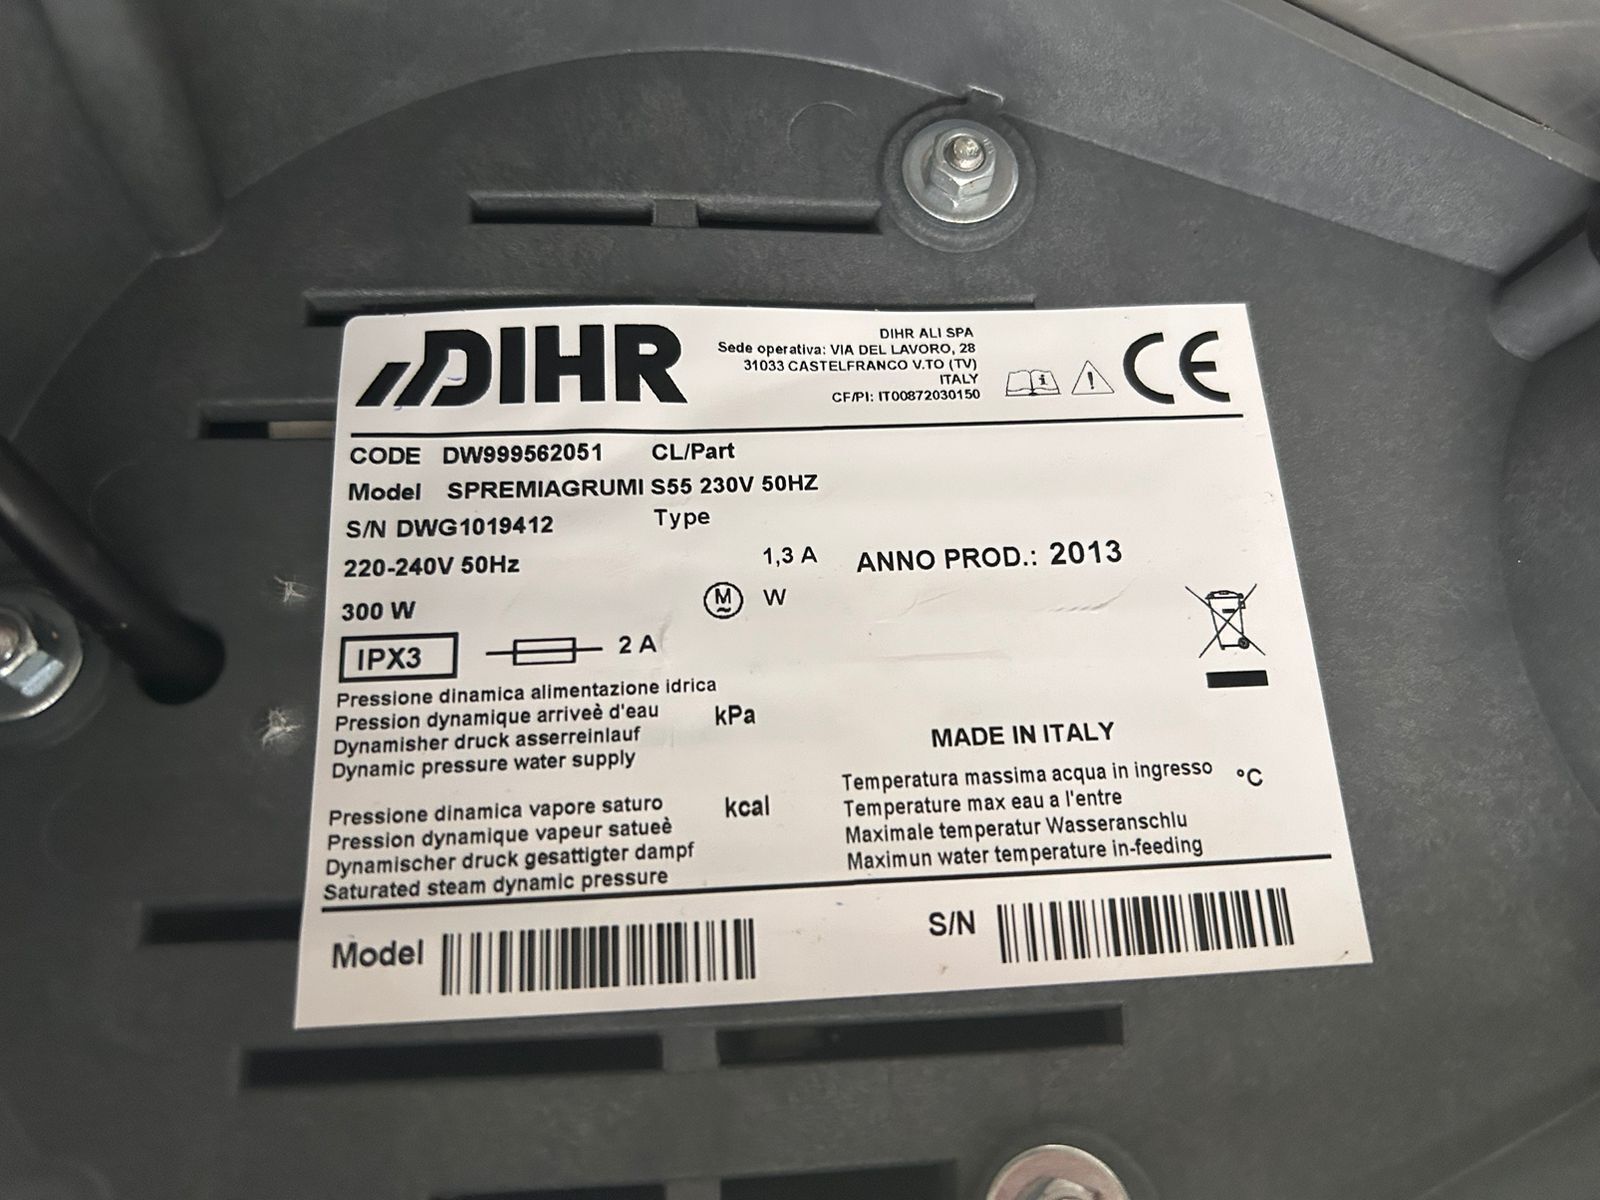 DIHR
DIHR ALI SPA
Sede operativa: VIA DEL LAVORO, 28
31033 CASTELFRANCO V.TO (TV)
ITALY
CF/PI: IT00872030150
CE
CODE DW999562051 CL/Part
Model SPREMIAGRUMI S55 230V 50HZ
S/N DWG1019412 Type
220-240V 50Hz 1,3 A ANNO PROD.: 2013
300 W M W
IPX3 2 A
Pressione dinamica alimentazione idrica
Pression dynamique arriveè d'eau kPa
Dynamisher druck asserreinlauf
Dynamic pressure water supply
MADE IN ITALY
Pressione dinamica vapore saturo kcal
Pression dynamique vapeur satueè
Dynamischer druck gesattigter dampf
Saturated steam dynamic pressure
Temperatura massima acqua in ingresso °C
Temperature max eau a l'entre
Maximale temperatur Wasseranschlu
Maximun water temperature in-feeding
Model
S/N